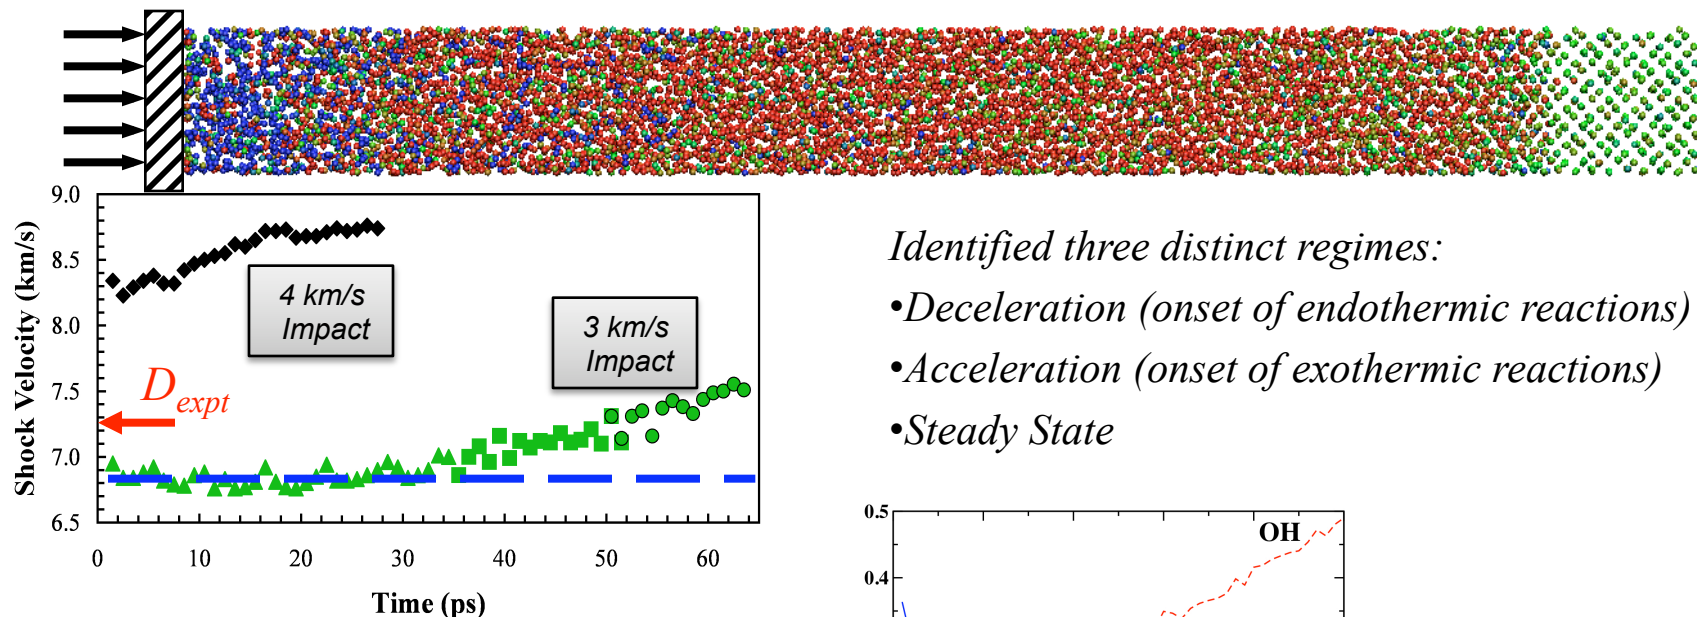 9.0
8.5
8.0
7.5
7.0
6.5
Shock Velocity (km/s)
4 km/s
Impact
3 km/s
Impact
Dexpt
0
10
20
30
40
50
60
Time (ps)
Identified three distinct regimes:
•Deceleration (onset of endothermic reactions)
•Acceleration (onset of exothermic reactions)
•Steady State
0.5
OH
0.4